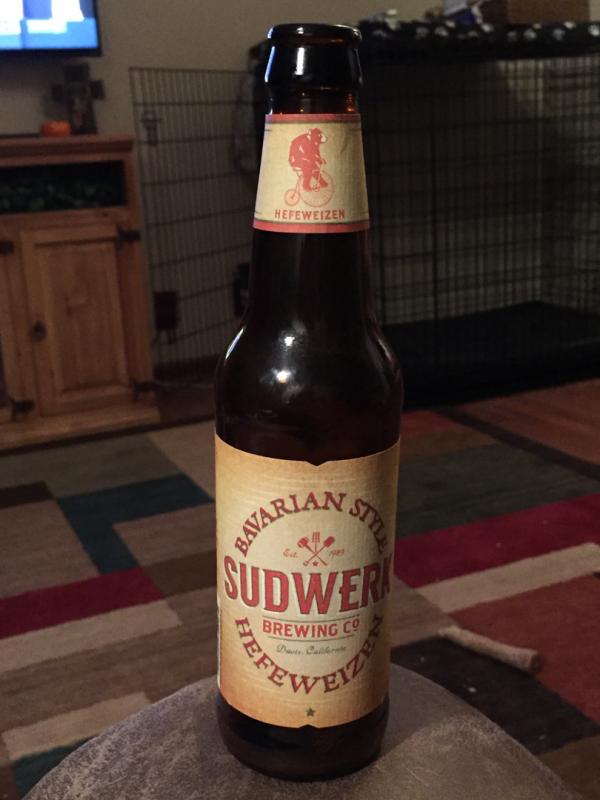 HEFEWEIZEN
BAVARIAN STYLE
Est. 1989
SUDWERK
BREWING CO
Davis, California
HEFEWEIZEN